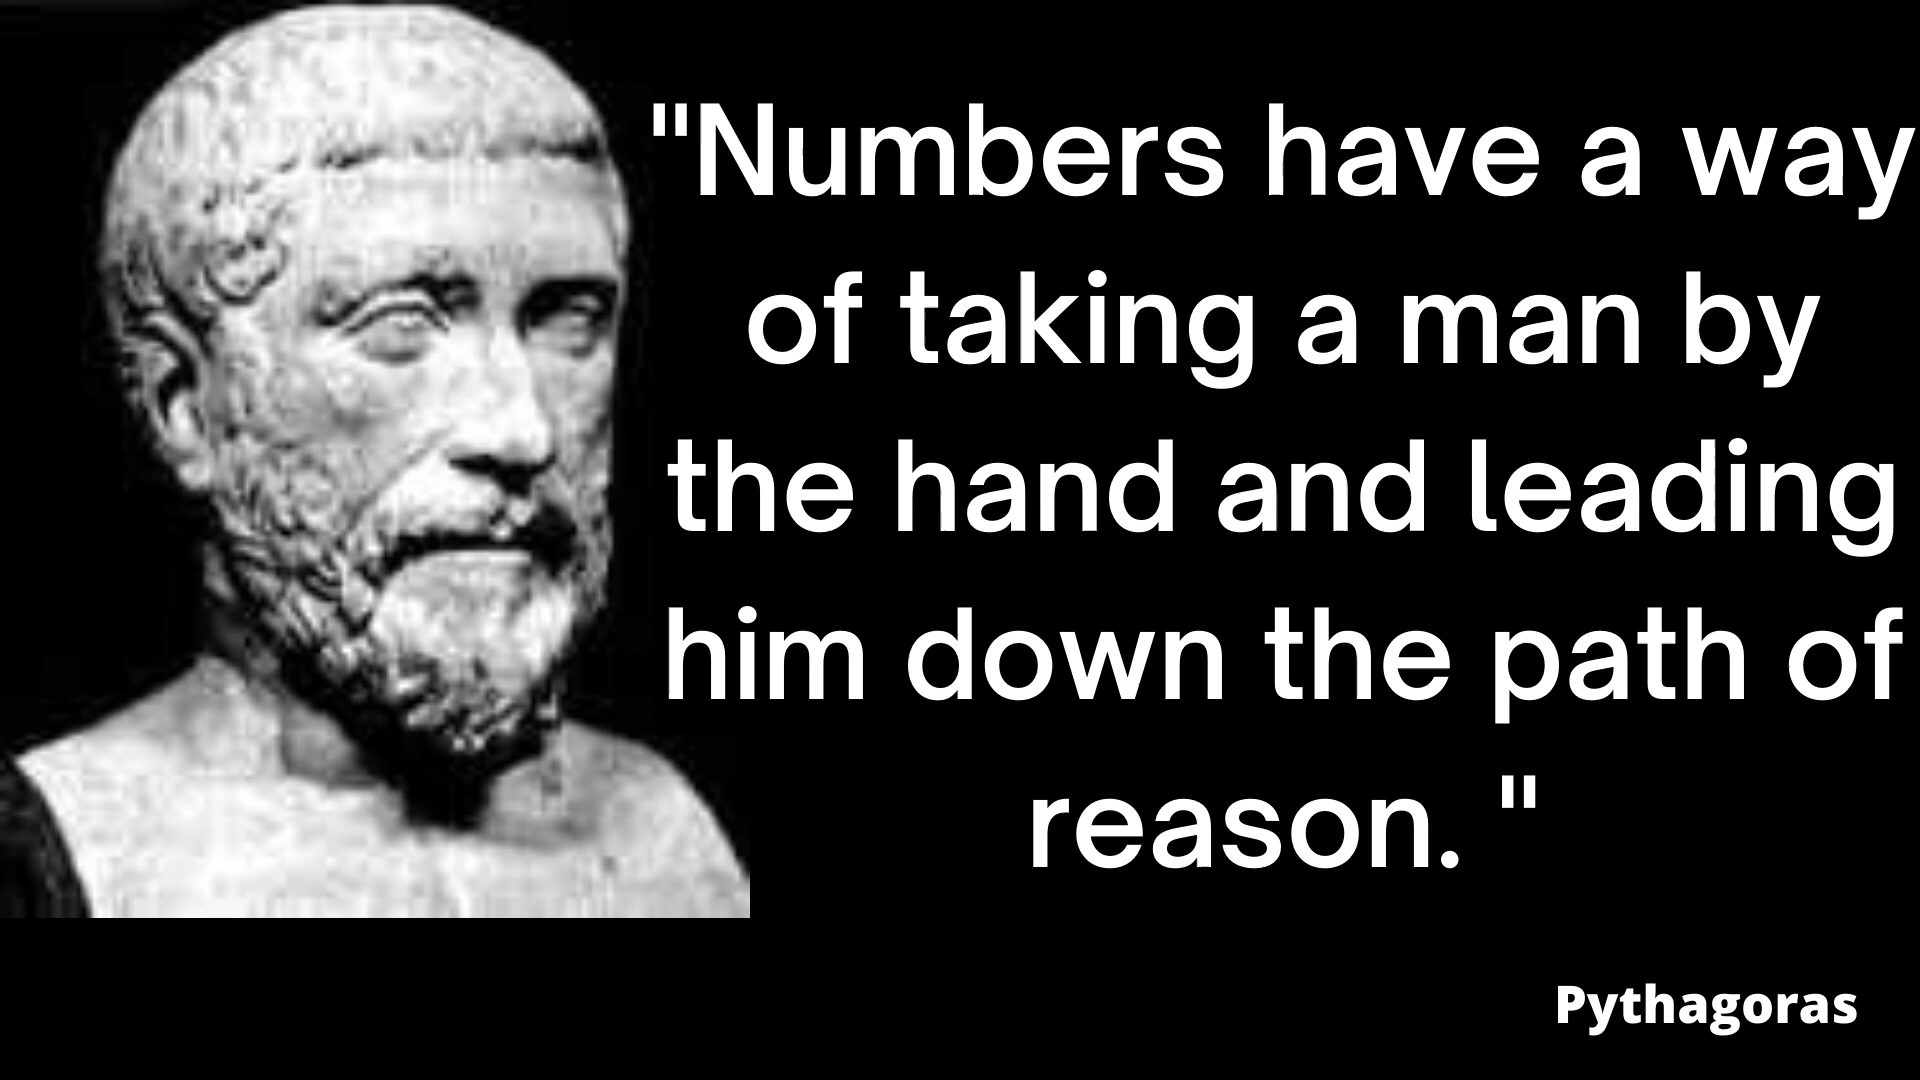 "Numbers have a way
of taking a man by
the hand and leading
him down the path of
reason. "
Pythagoras